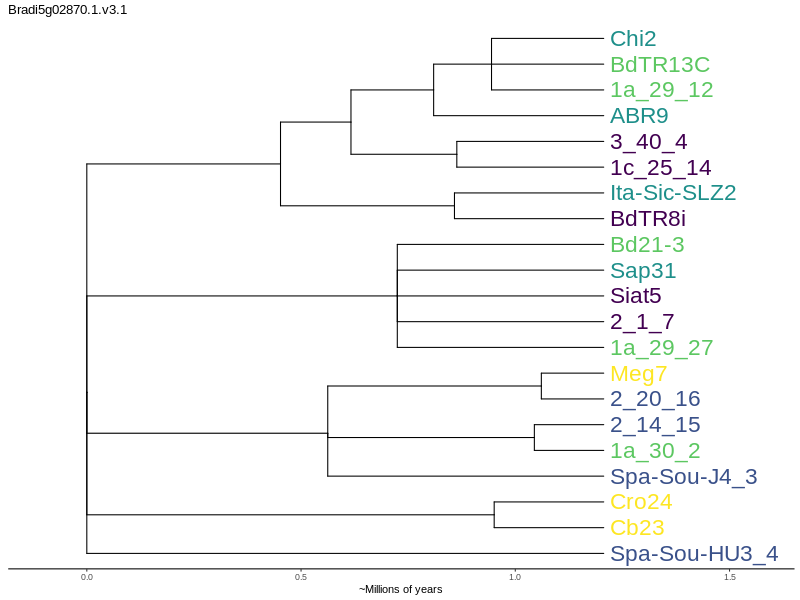 Bradi5g02870.1.v3.1
Chi2
BdTR13C
1a_29_12
ABR9
3_40_4
1c_25_14
Ita-Sic-SLZ2
BdTR8i
Bd21-3
Sap31
Siat5
2_1_7
1a_29_27
Meg7
2_20_16
2_14_15
1a_30_2
Spa-Sou-J4_3
Cro24
Cb23
Spa-Sou-HU3_4
0.0 0.5 1.0 1.5
~Millions of years